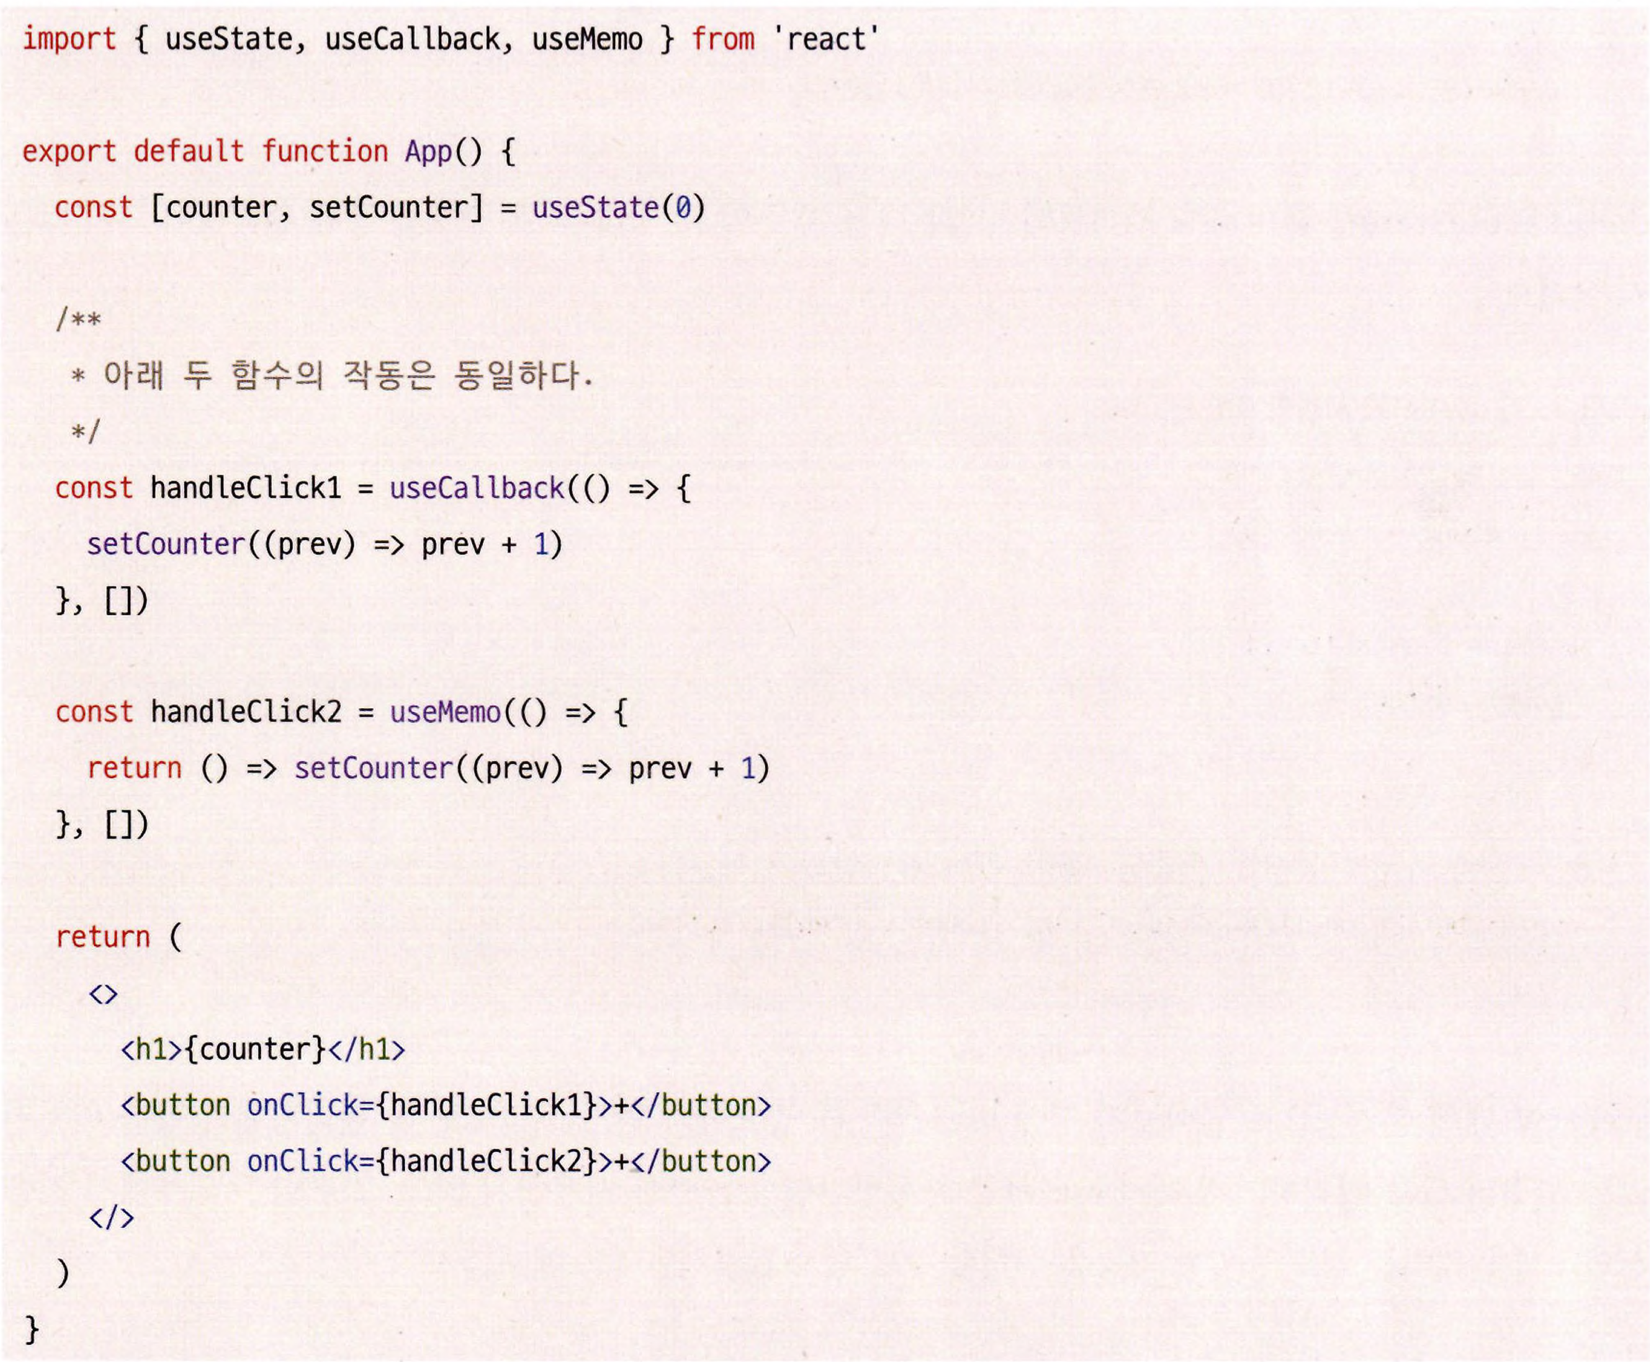 import { useState, useCallback, useMemo } from 'react'
export default function App() {
const [counter, setCounter] = useState(0)
/**
* 아래 두 함수의 작동은 동일하다.
*/
const handleClick1 = useCallback(() => {
setCounter((prev) => prev + 1)
}, [])
const handleClick2 = useMemo(() => {
return () => setCounter((prev) => prev + 1)
}, [])
return (
<>
<h1>{counter}</h1>
<button onClick={handleClick1}>+</button>
<button onClick={handleClick2}>+</button>
</>
)
}